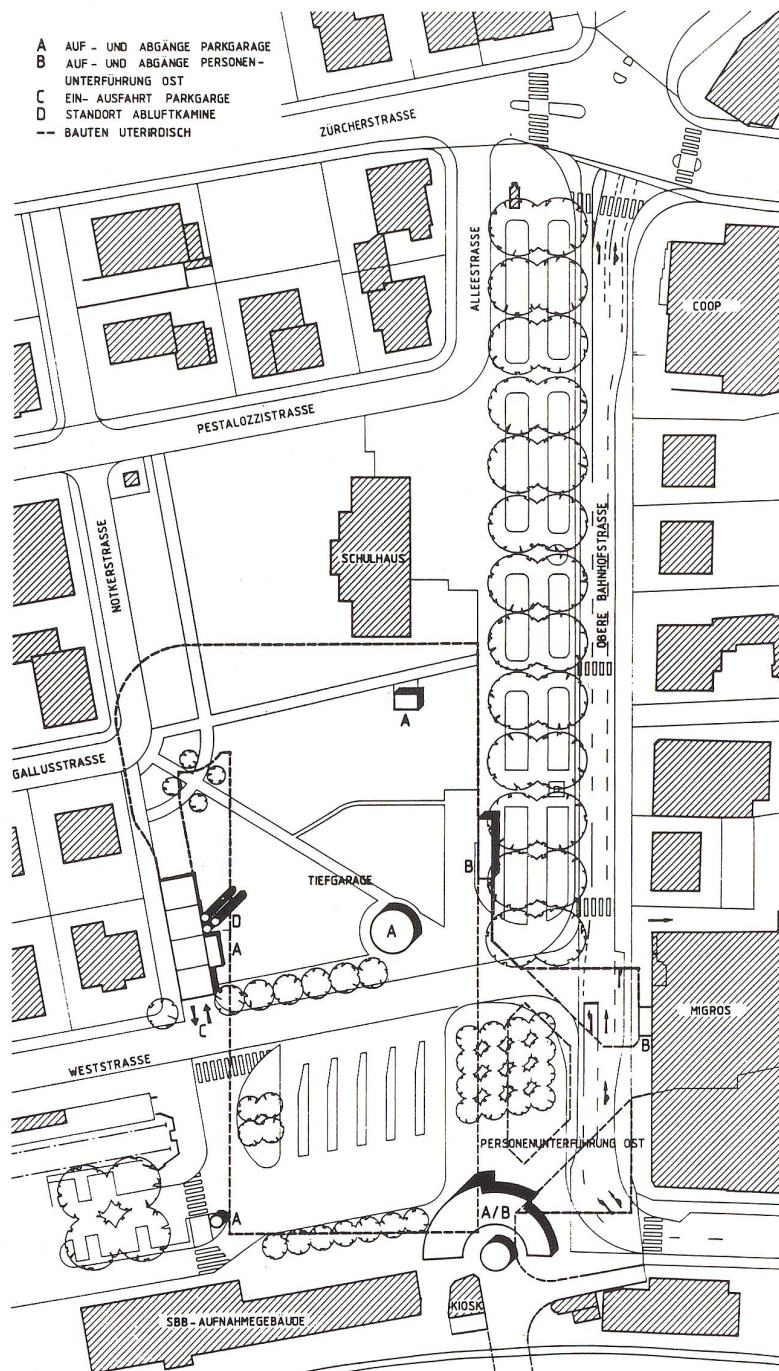 A AUF - UND ABGÄNGE PARKGARAGE
B AUF - UND ABGÄNGE PERSONEN-
UNTERFÜHRUNG OST
C EIN- AUSFAHRT PARKGARGE
D STANDORT ABLUFTKAMINE
-- BAUTEN UTERIRDISCH
ZÜRCHERSTRASSE
ALLEESTRASSE
COOP
PESTALOZZISTRASSE
NOTKERSTRASSE
SCHULHAUS
OBERE BAHNHOFSTRASSE
A
GALLUSSTRASSE
B
TIEFGARAGE
D
A
A
C
MIGROS
B
WESTSTRASSE
PERSONENUNTERFÜHRUNG OST
A
A/B
KIOSK
SBB-AUFNAHMEGEBÄUDE